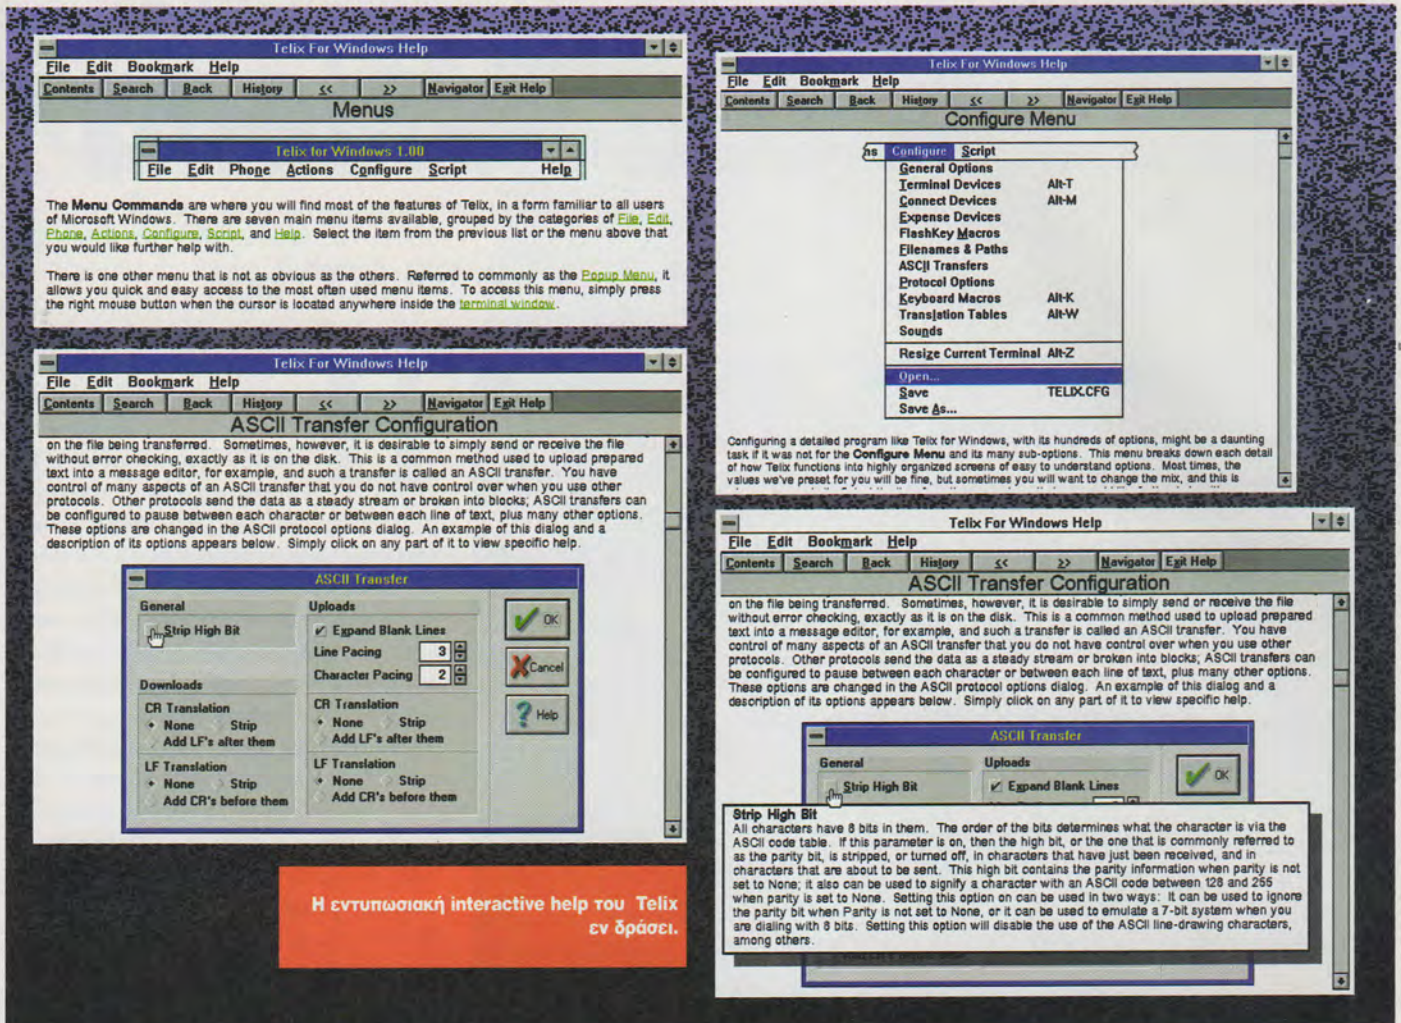 Telix For Windows Help
File Edit Bookmark Help
Contents Search Back History << >> Navigator Exit Help
Menus
Telix for Windows 1.00
File Edit Phone Actions Configure Script Help
The Menu Commands are where you will find most of the features of Telix, in a form familiar to all users
of Microsoft Windows. There are seven main menu items available, grouped by the categories of File, Edit,
Phone, Actions, Configure, Script, and Help. Select the item from the previous list or the menu above that
you would like further help with.
There is one other menu that is not as obvious as the others. Referred to commonly as the Popup Menu, it
allows you quick and easy access to the most often used menu items. To access this menu, simply press
the right mouse button when the cursor is located anywhere inside the terminal window.
Telix For Windows Help
File Edit Bookmark Help
Contents Search Back History << >> Navigator Exit Help
ASCII Transfer Configuration
on the file being transferred. Sometimes, however, it is desirable to simply send or receive the file
without error checking, exactly as it is on the disk. This is a common method used to upload prepared
text into a message editor, for example, and such a transfer is called an ASCII transfer. You have
control of many aspects of an ASCII transfer that you do not have control over when you use other
protocols. Other protocols send the data as a steady stream or broken into blocks; ASCII transfers can
be configured to pause between each character or between each line of text, plus many other options.
These options are changed in the ASCII protocol options dialog. An example of this dialog and a
description of its options appears below. Simply click on any part of it to view specific help.
ASCII Transfer
General
Strip High Bit
Uploads
Expand Blank Lines
Line Pacing 3
Character Pacing 2
OK
Cancel
Help
Downloads
CR Translation
None Strip
Add LF's after them
LF Translation
None Strip
Add CR's before them
CR Translation
None Strip
Add LF's after them
LF Translation
None Strip
Add CR's before them
Η εντυπωσιακή interactive help του Telix
εν δράσει.
Telix For Windows Help
File Edit Bookmark Help
Contents Search Back History << >> Navigator Exit Help
Configure Menu
ns Configure Script
General Options
Terminal Devices Alt-T
Connect Devices Alt-M
Expense Devices
FlashKey Macros
Filenames & Paths
ASCII Transfers
Protocol Options
Keyboard Macros Alt-K
Translation Tables Alt-W
Sounds
Resize Current Terminal Alt-Z
Open...
Save TELIX.CFG
Save As...
Configuring a detailed program like Telix for Windows, with its hundreds of options, might be a daunting
task if it was not for the Configure Menu and its many sub-options. This menu breaks down each detail
of how Telix functions into highly organized screens of easy to understand options. Most times, the
values we've preset for you will be fine, but sometimes you will want to change the mix, and this is
Telix For Windows Help
File Edit Bookmark Help
Contents Search Back History << >> Navigator Exit Help
ASCII Transfer Configuration
on the file being transferred. Sometimes, however, it is desirable to simply send or receive the file
without error checking, exactly as it is on the disk. This is a common method used to upload prepared
text into a message editor, for example, and such a transfer is called an ASCII transfer. You have
control of many aspects of an ASCII transfer that you do not have control over when you use other
protocols. Other protocols send the data as a steady stream or broken into blocks; ASCII transfers can
be configured to pause between each character or between each line of text, plus many other options.
These options are changed in the ASCII protocol options dialog. An example of this dialog and a
description of its options appears below. Simply click on any part of it to view specific help.
ASCII Transfer
General
Strip High Bit
Uploads
Expand Blank Lines
OK
Strip High Bit
All characters have 8 bits in them. The order of the bits determines what the character is via the
ASCII code table. If this parameter is on, then the high bit, or the one that is commonly referred to
as the parity bit, is stripped, or turned off, in characters that have just been received, and in
characters that are about to be sent. This high bit contains the parity information when parity is not
set to None; it also can be used to signify a character with an ASCII code between 128 and 255
when parity is set to None. Setting this option on can be used in two ways: It can be used to ignore
the parity bit when Parity is not set to None, or it can be used to emulate a 7-bit system when you
are dialing with 8 bits. Setting this option will disable the use of the ASCII line-drawing characters,
among others.